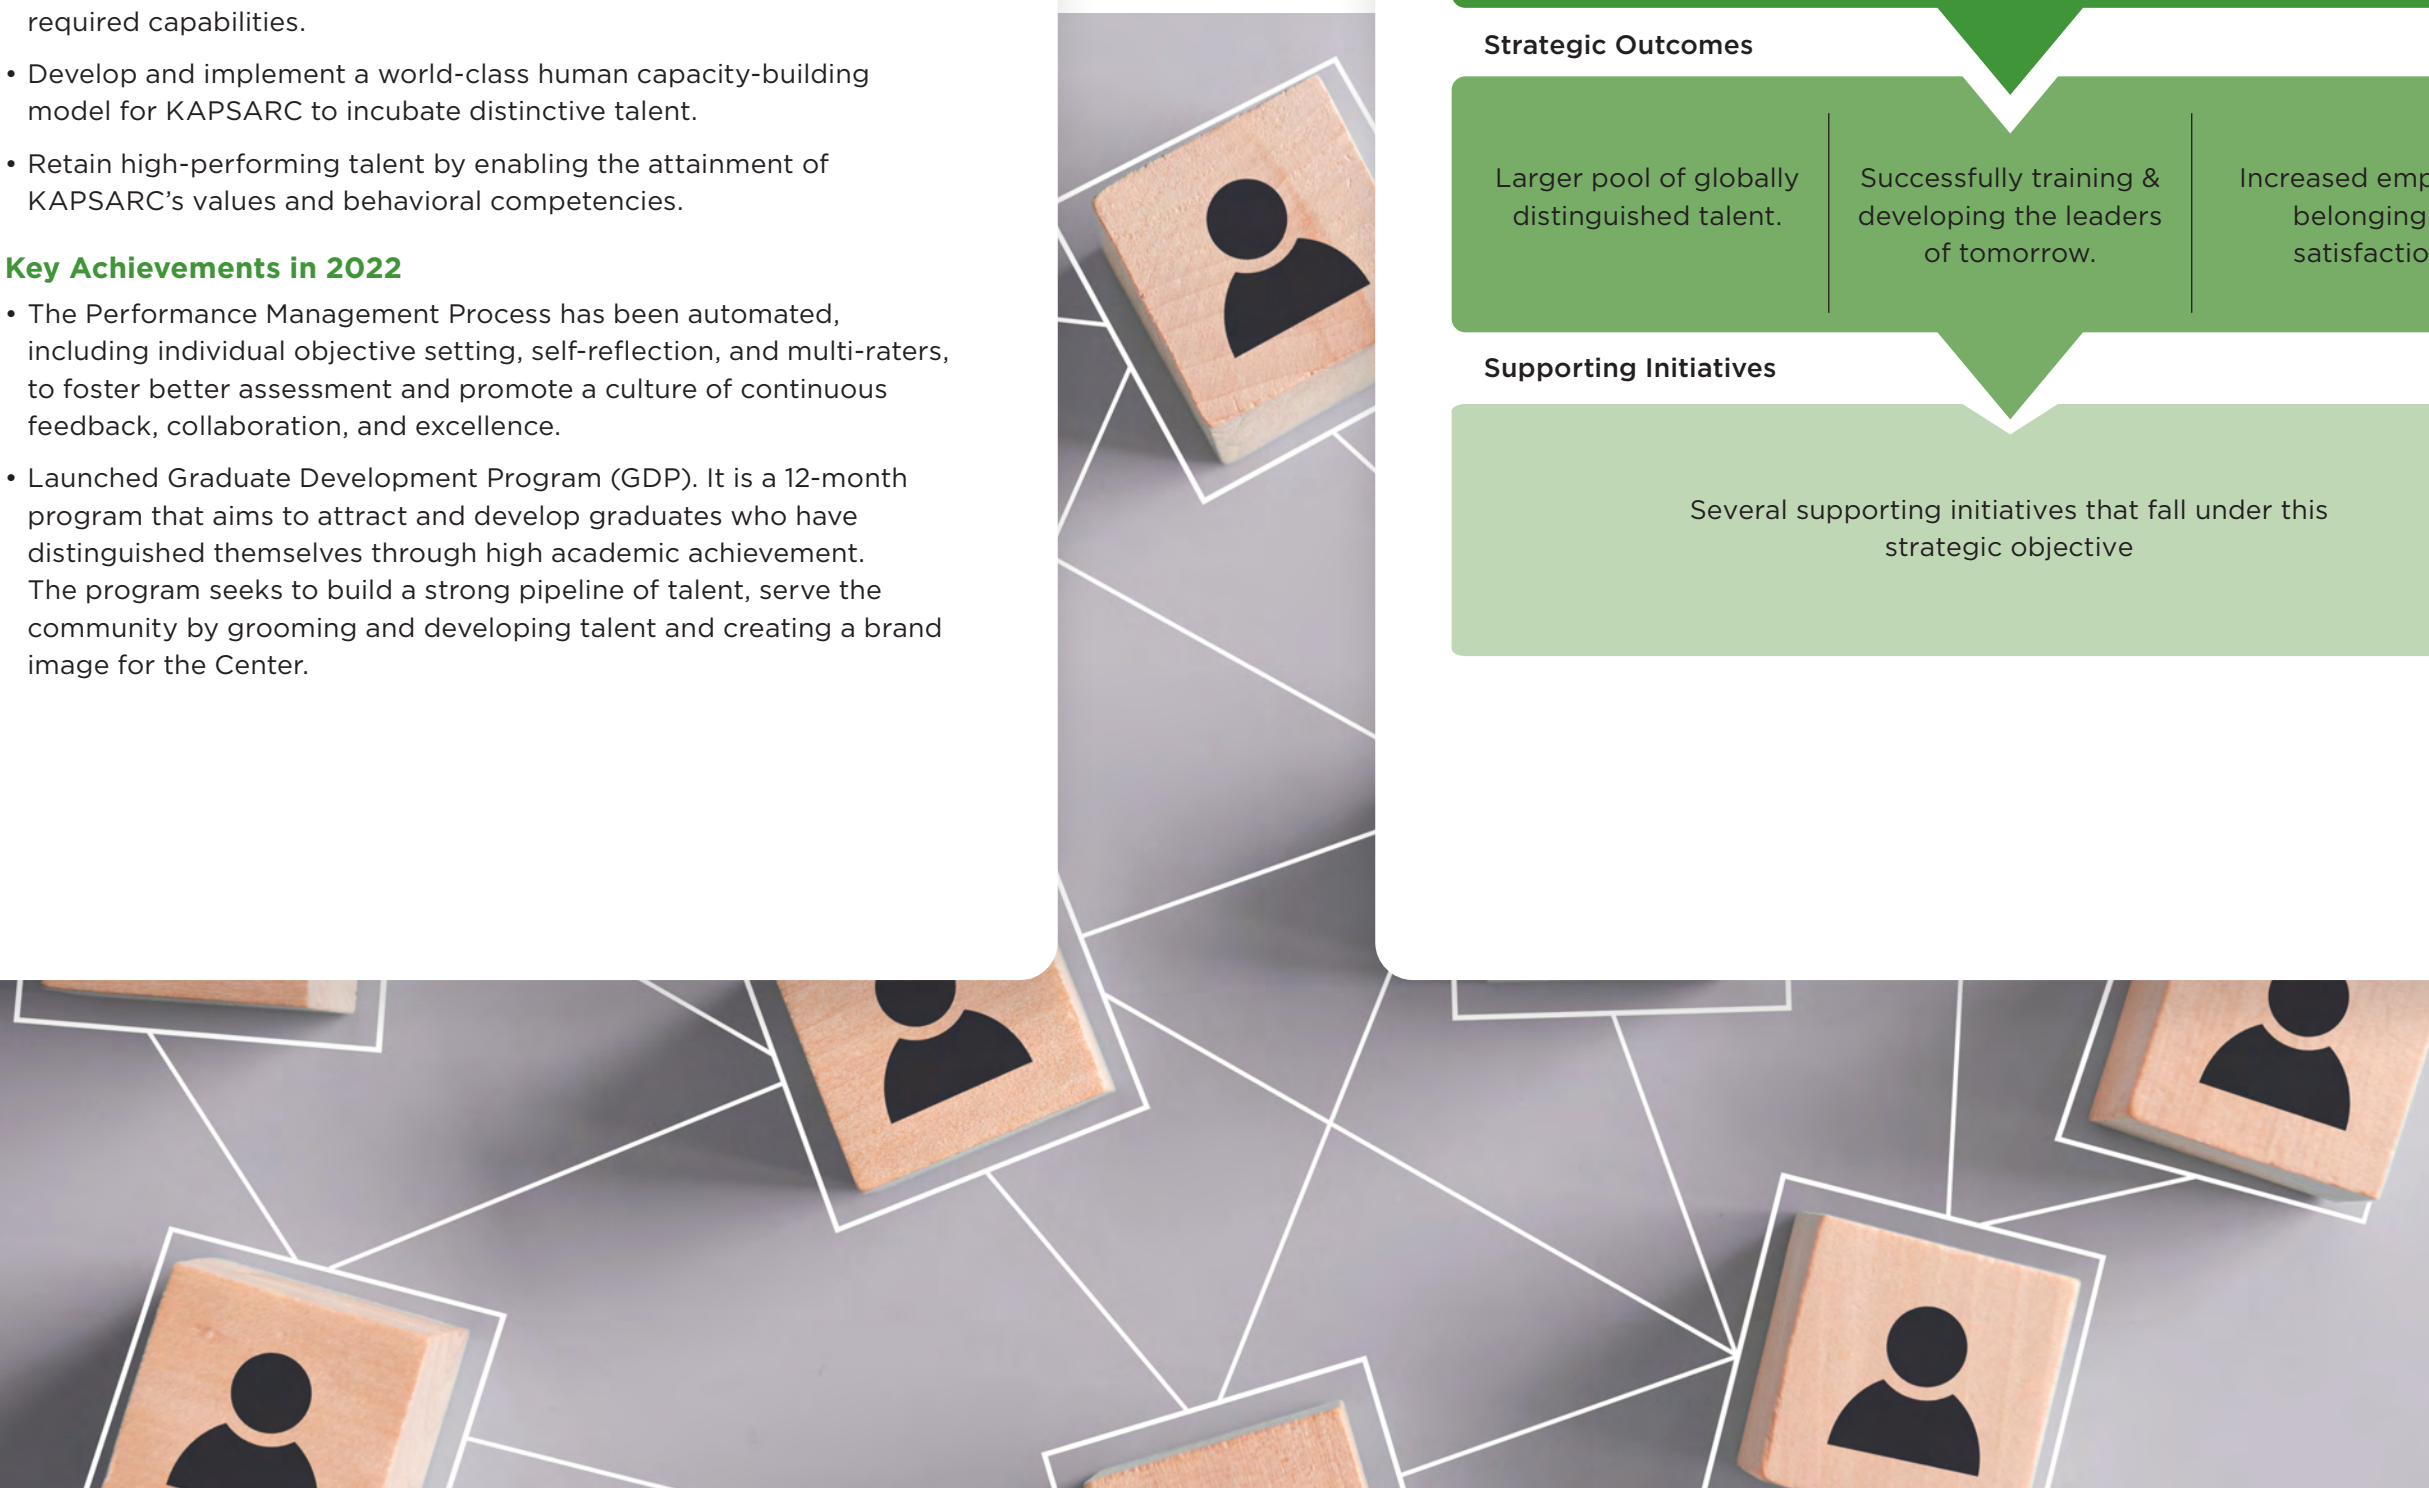 required capabilities.
• Develop and implement a world-class human capacity-building
model for KAPSARC to incubate distinctive talent.
• Retain high-performing talent by enabling the attainment of
KAPSARC’s values and behavioral competencies.
Key Achievements in 2022
• The Performance Management Process has been automated,
including individual objective setting, self-reflection, and multi-raters,
to foster better assessment and promote a culture of continuous
feedback, collaboration, and excellence.
• Launched Graduate Development Program (GDP). It is a 12-month
program that aims to attract and develop graduates who have
distinguished themselves through high academic achievement.
The program seeks to build a strong pipeline of talent, serve the
community by grooming and developing talent and creating a brand
image for the Center.
Strategic Outcomes
Larger pool of globally
distinguished talent.
Successfully training &
developing the leaders
of tomorrow.
Increased
belonging
Supporting Initiatives
Several supporting initiatives that fall under this
strategic objective